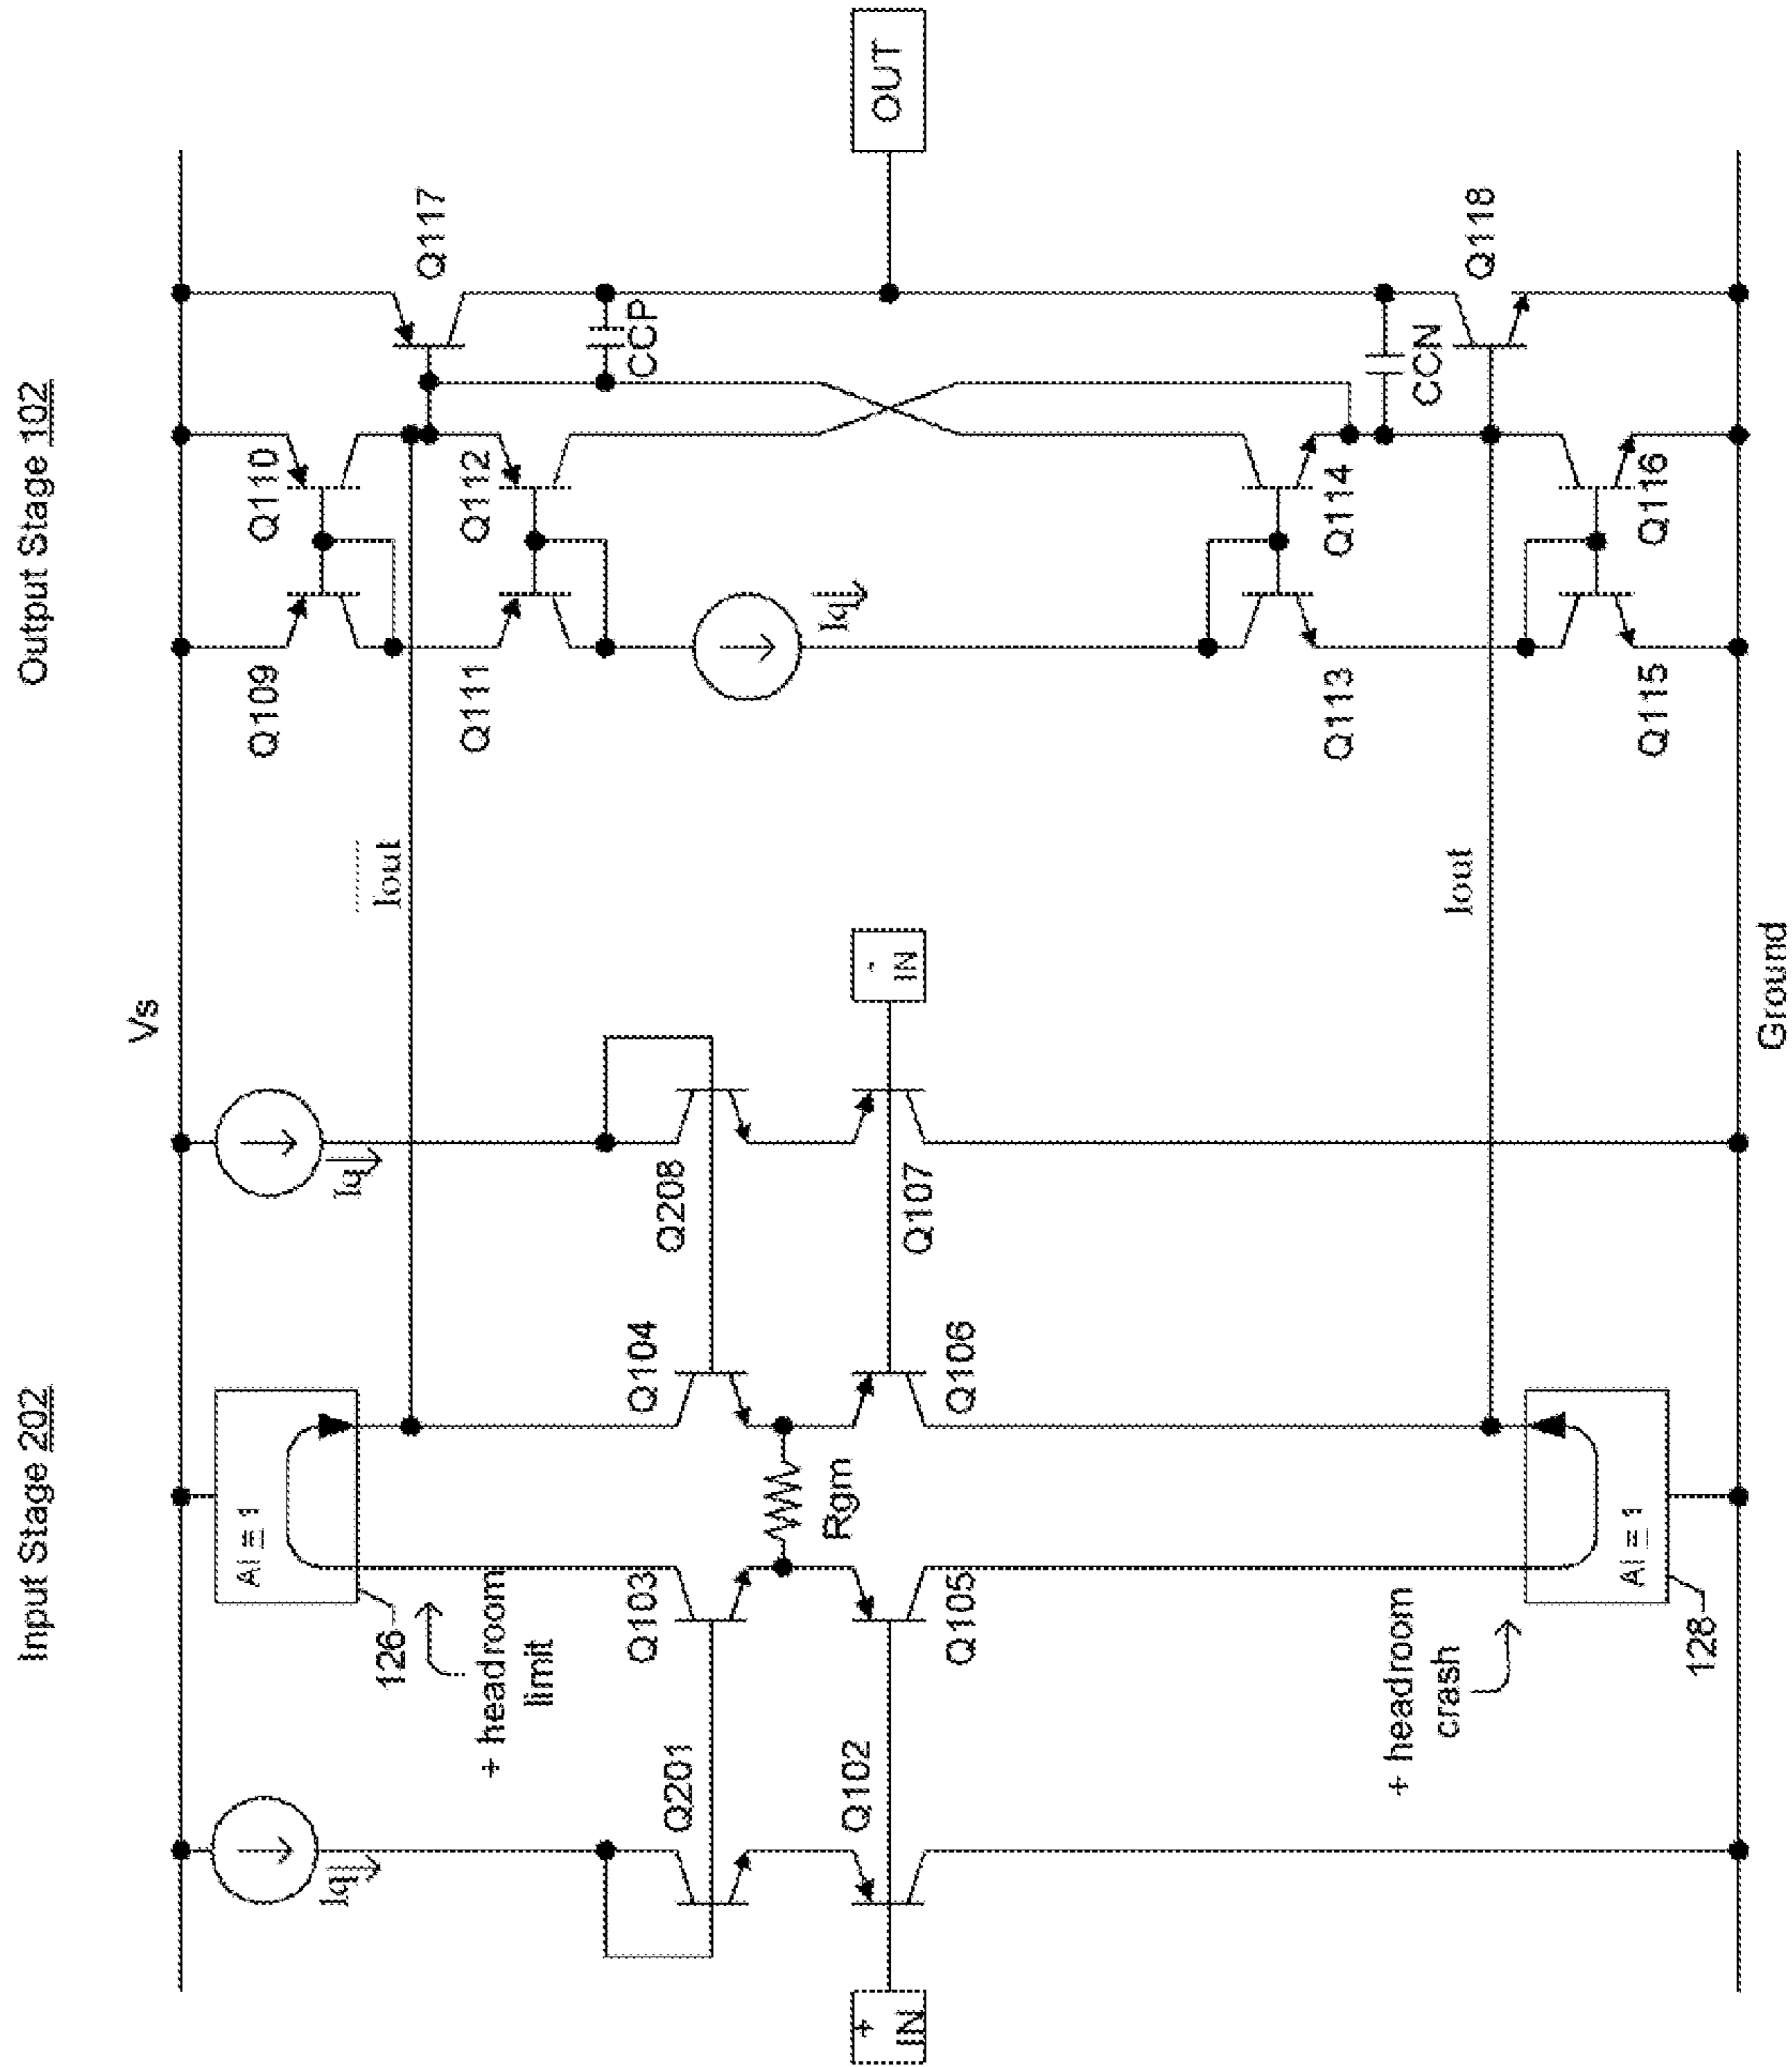 Input Stage 202
Output Stage 102
Vs
Iq
Iq
AI = 1
126
+ headroom
limit
Q201
Q103
Q104
Q208
Rgm
Q102
Q105
Q106
Q107
+
IN
-
IN
+ headroom
crash
AI = 1
128
Iout
Iout
Q109
Q110
Q111
Q112
Iq
Q113
Q114
Q115
Q116
Q117
CCP
CCN
Q118
OUT
Ground